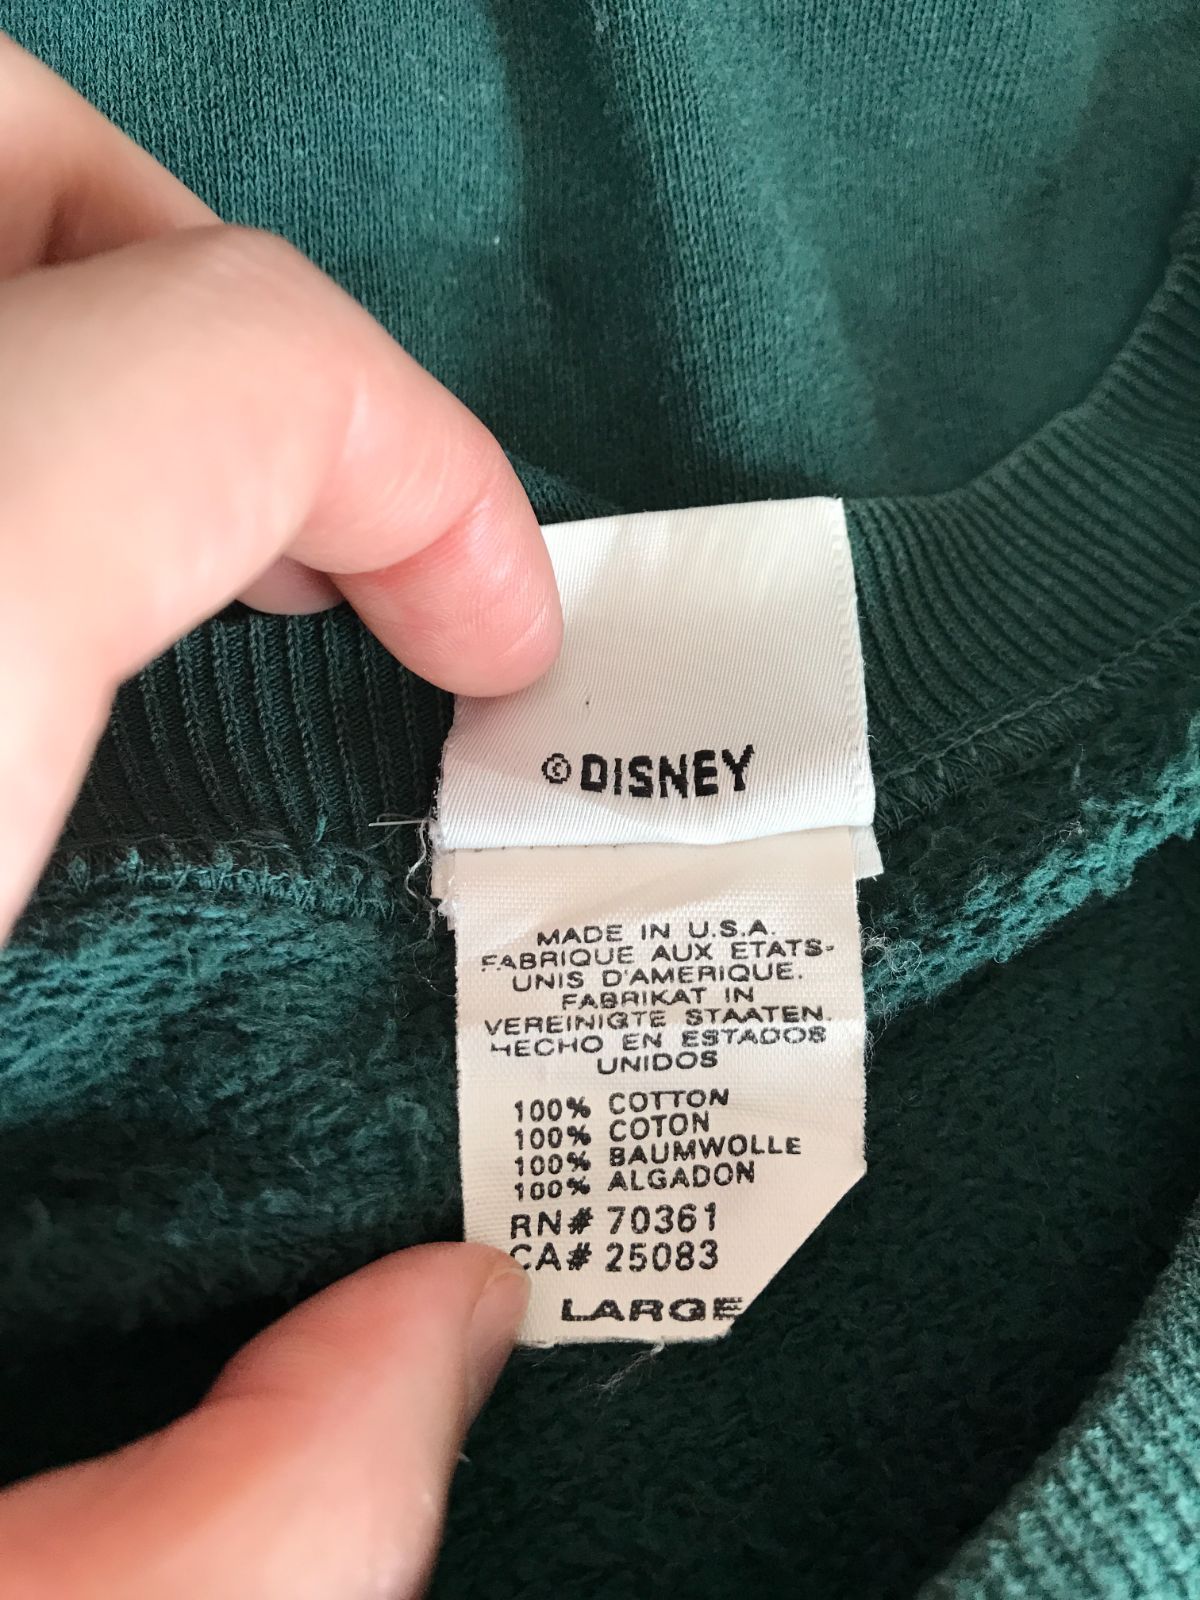 © DISNEY
MADE IN U.S.A.
FABRIQUE AUX ETATS-
UNIS D'AMERIQUE.
FABRIKAT IN
VEREINIGTE STAATEN.
HECHO EN ESTADOS
UNIDOS
100% COTTON
100% COTON
100% BAUMWOLLE
100% ALGADON
RN# 70361
CA# 25083
LARGE